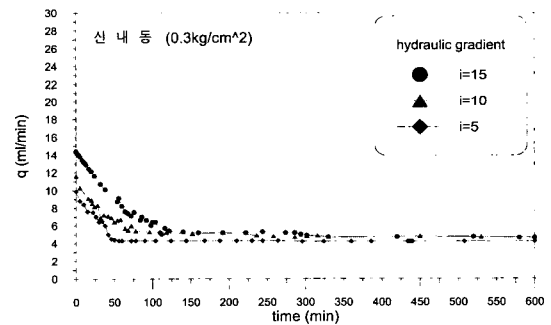 산 내 동 (0.3kg/cm^2)
hydraulic gradient
i=15
i=10
i=5
q (ml/min)
30
28
26
24
22
20
18
16
14
12
10
8
6
4
2
0
0 50 100 150 200 250 300 350 400 450 500 550 600
time (min)